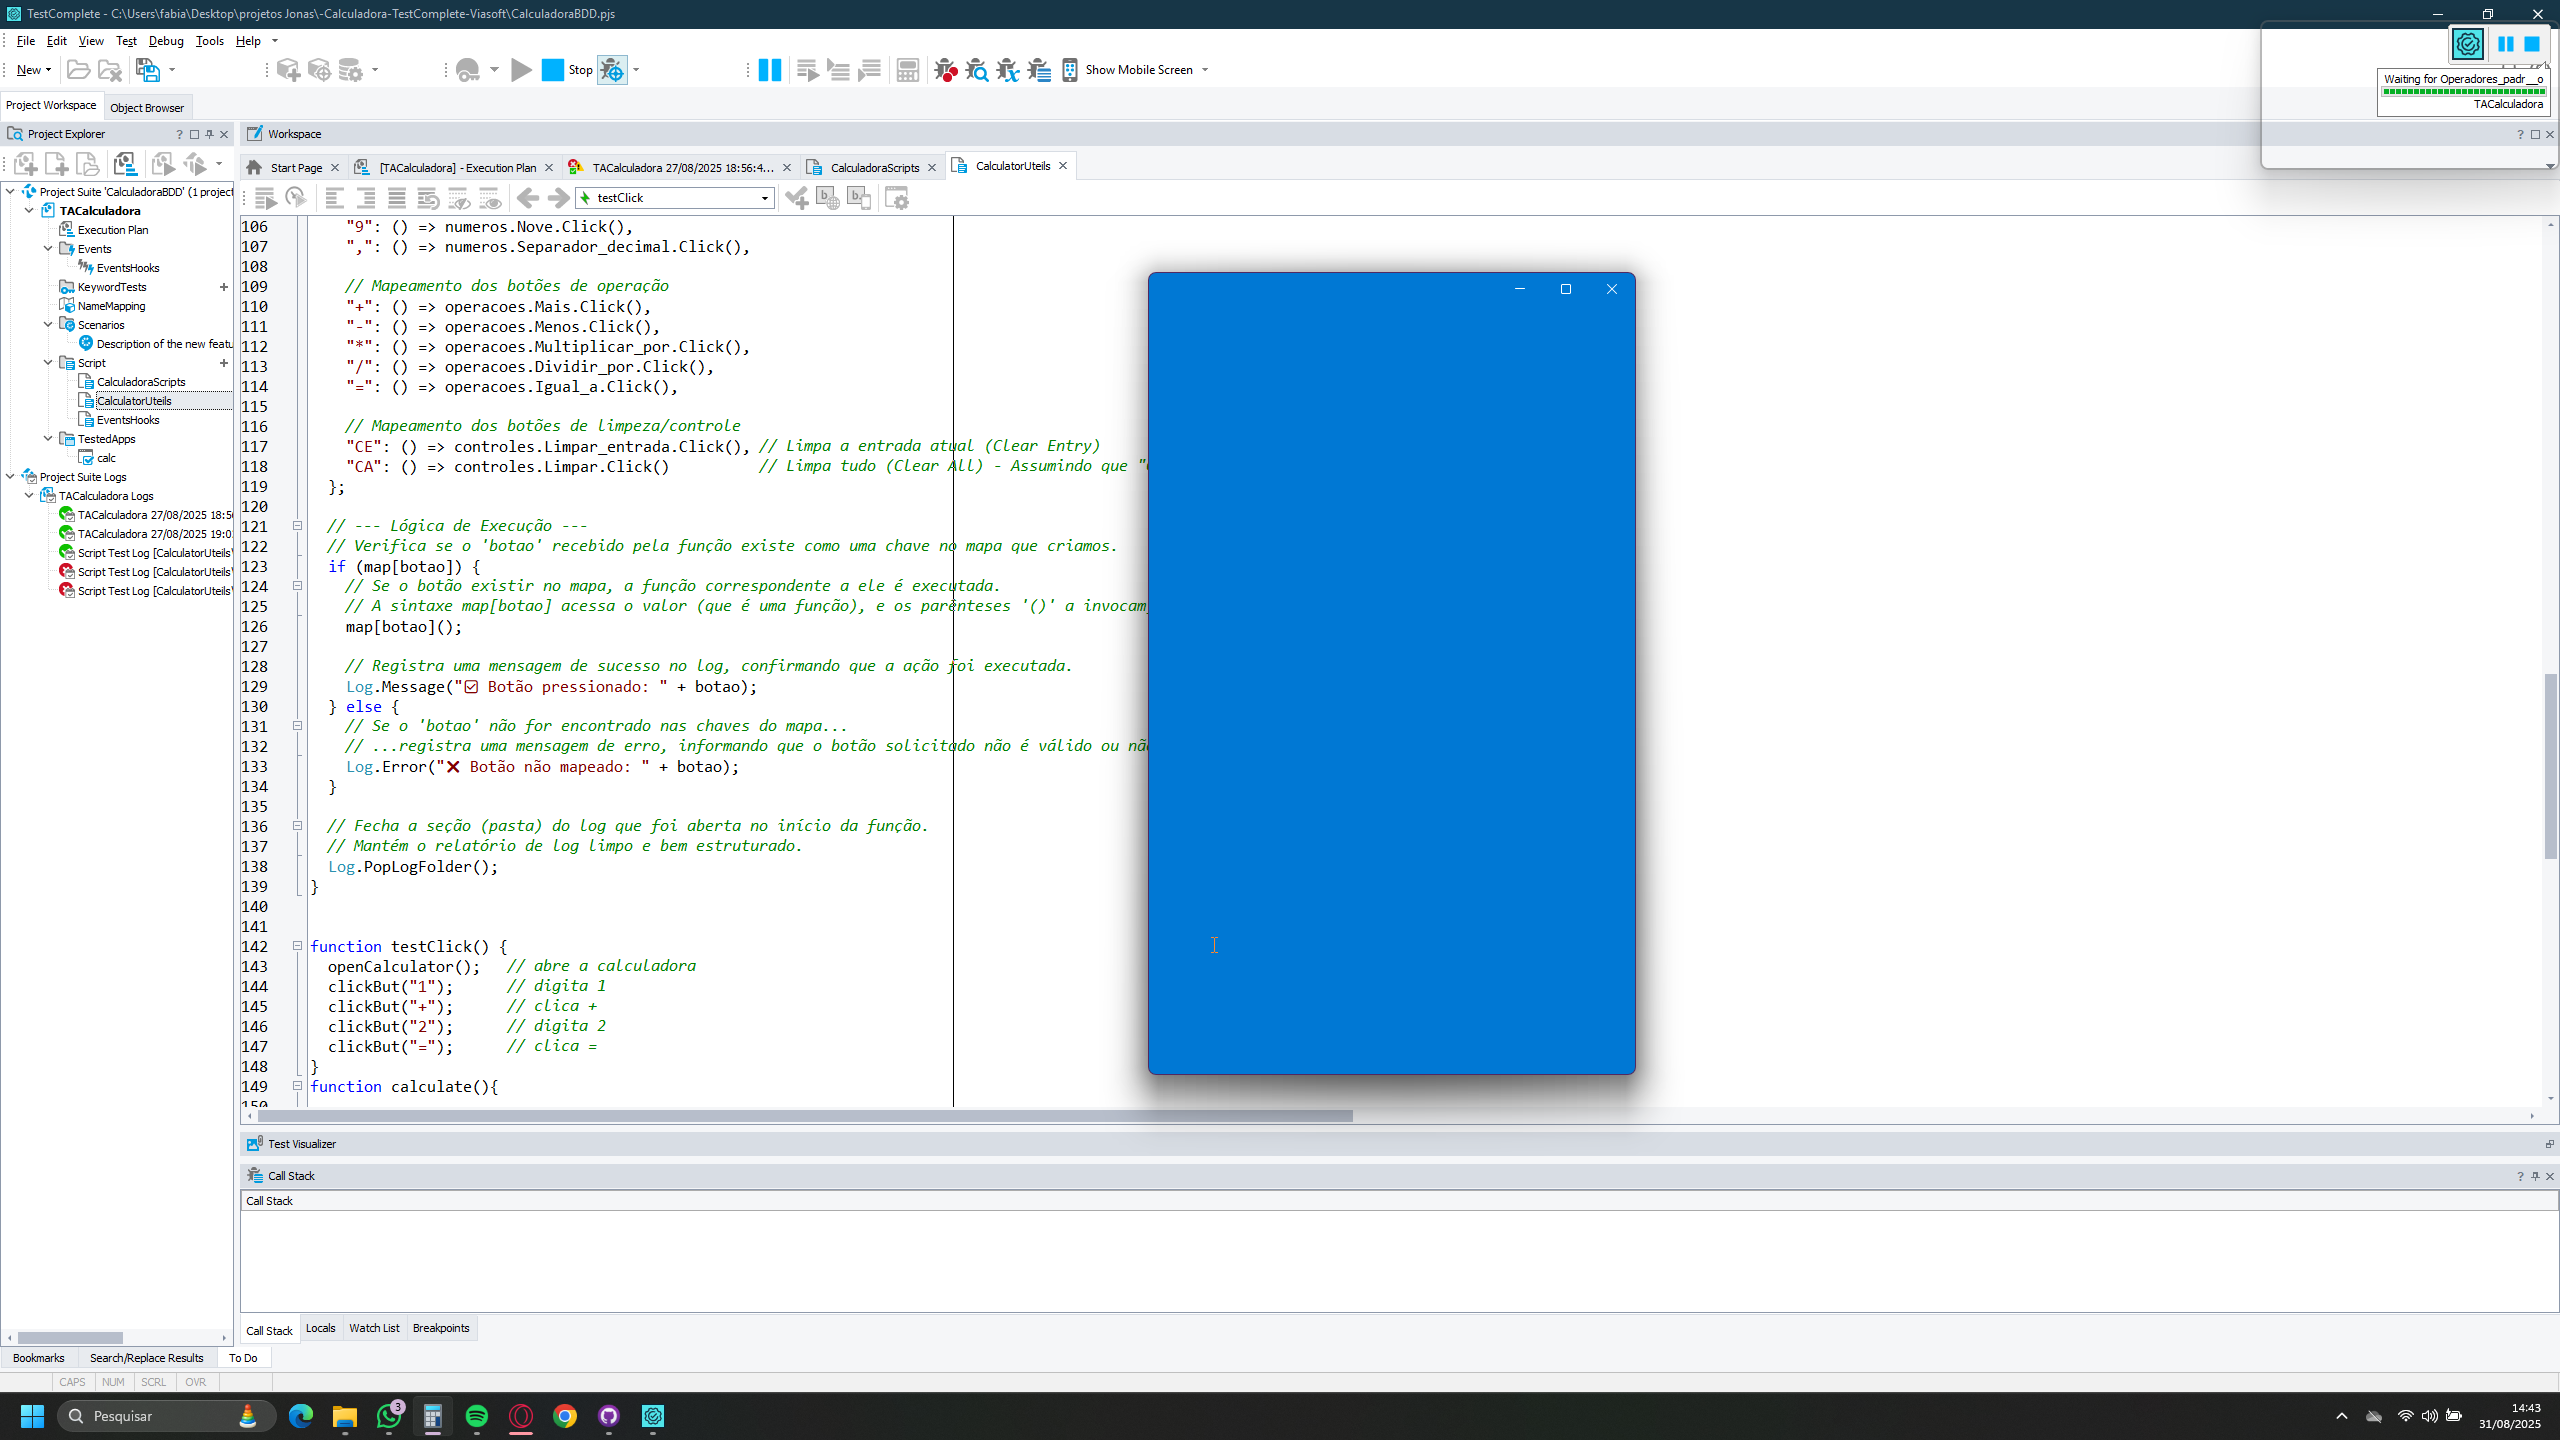 TestComplete - C:\Users\fabia\Desktop\projetos Jonas\-Calculadora-TestComplete-Viasoft\CalculadoraBDD.pjs
File Edit View Test Debug Tools Help
New Stop Show Mobile Screen
Waiting for Operadores_padr__o
TACalculadora
Project Workspace Object Browser
Project Explorer
Workspace
Start Page [TACalculadora] - Execution Plan TACalculadora 27/08/2025 18:56:4... CalculadoraScripts CalculatorUteils
testClick
Project Suite 'CalculadoraBDD' (1 project
TACalculadora
Execution Plan
Events
EventsHooks
KeywordTests
NameMapping
Scenarios
Description of the new featu
Script
CalculadoraScripts
CalculatorUteils
EventsHooks
TestedApps
calc
Project Suite Logs
TACalculadora Logs
TACalculadora 27/08/2025 18:56
TACalculadora 27/08/2025 19:0
Script Test Log [CalculatorUteils\
Script Test Log [CalculatorUteils\
Script Test Log [CalculatorUteils\
106 "9": () => numeros.Nove.Click(),
107 ",": () => numeros.Separador_decimal.Click(),
108
109 // Mapeamento dos botões de operação
110 "+": () => operacoes.Mais.Click(),
111 "-": () => operacoes.Menos.Click(),
112 "*": () => operacoes.Multiplicar_por.Click(),
113 "/": () => operacoes.Dividir_por.Click(),
114 "=": () => operacoes.Igual_a.Click(),
115
116 // Mapeamento dos botões de limpeza/controle
117 "CE": () => controles.Limpar_entrada.Click(), // Limpa a entrada atual (Clear Entry)
118 "CA": () => controles.Limpar.Click() // Limpa tudo (Clear All) - Assumindo que "
119 };
120
121 // --- Lógica de Execução ---
122 // Verifica se o 'botao' recebido pela função existe como uma chave no mapa que criamos.
123 if (map[botao]) {
124 // Se o botão existir no mapa, a função correspondente a ele é executada.
125 // A sintaxe map[botao] acessa o valor (que é uma função), e os parênteses '()' a invocam
126 map[botao]();
127
128 // Registra uma mensagem de sucesso no log, confirmando que a ação foi executada.
129 Log.Message("☑ Botão pressionado: " + botao);
130 } else {
131 // Se o 'botao' não for encontrado nas chaves do mapa...
132 // ...registra uma mensagem de erro, informando que o botão solicitado não é válido ou nã
133 Log.Error("❌ Botão não mapeado: " + botao);
134 }
135
136 // Fecha a seção (pasta) do log que foi aberta no início da função.
137 // Mantém o relatório de log limpo e bem estruturado.
138 Log.PopLogFolder();
139 }
140
141
142 function testClick() {
143 openCalculator(); // abre a calculadora
144 clickBut("1"); // digita 1
145 clickBut("+"); // clica +
146 clickBut("2"); // digita 2
147 clickBut("="); // clica =
148 }
149 function calculate(){
150
Test Visualizer
Call Stack
Call Stack
Call Stack Locals Watch List Breakpoints
Bookmarks Search/Replace Results To Do
CAPS NUM SCRL OVR
Pesquisar
3
14:43
31/08/2025